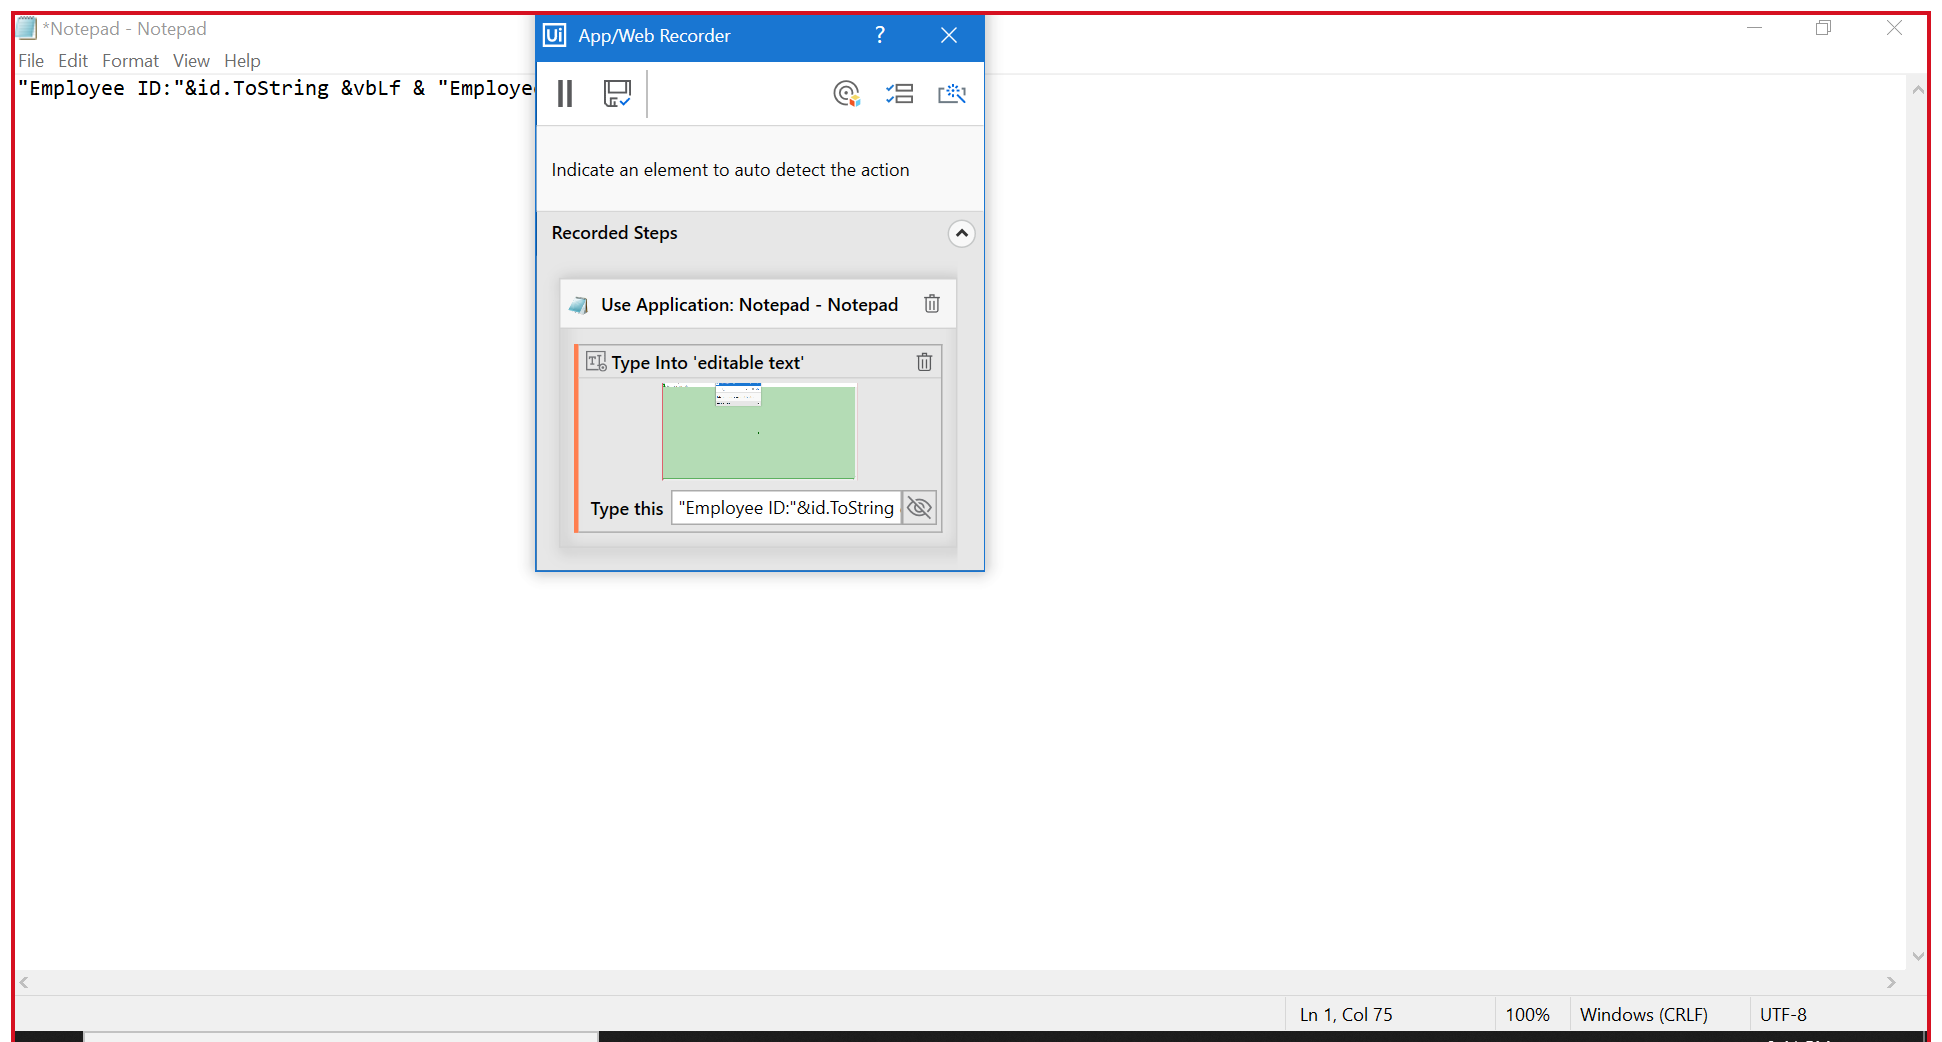 *Notepad - Notepad
File Edit Format View Help
"Employee ID:"&id.ToString &vbLf & "Employe
Ui App/Web Recorder ?
Indicate an element to auto detect the action
Recorded Steps
Use Application: Notepad - Notepad
Type Into 'editable text'
Type this "Employee ID:"&id.ToString
Ln 1, Col 75 100% Windows (CRLF) UTF-8